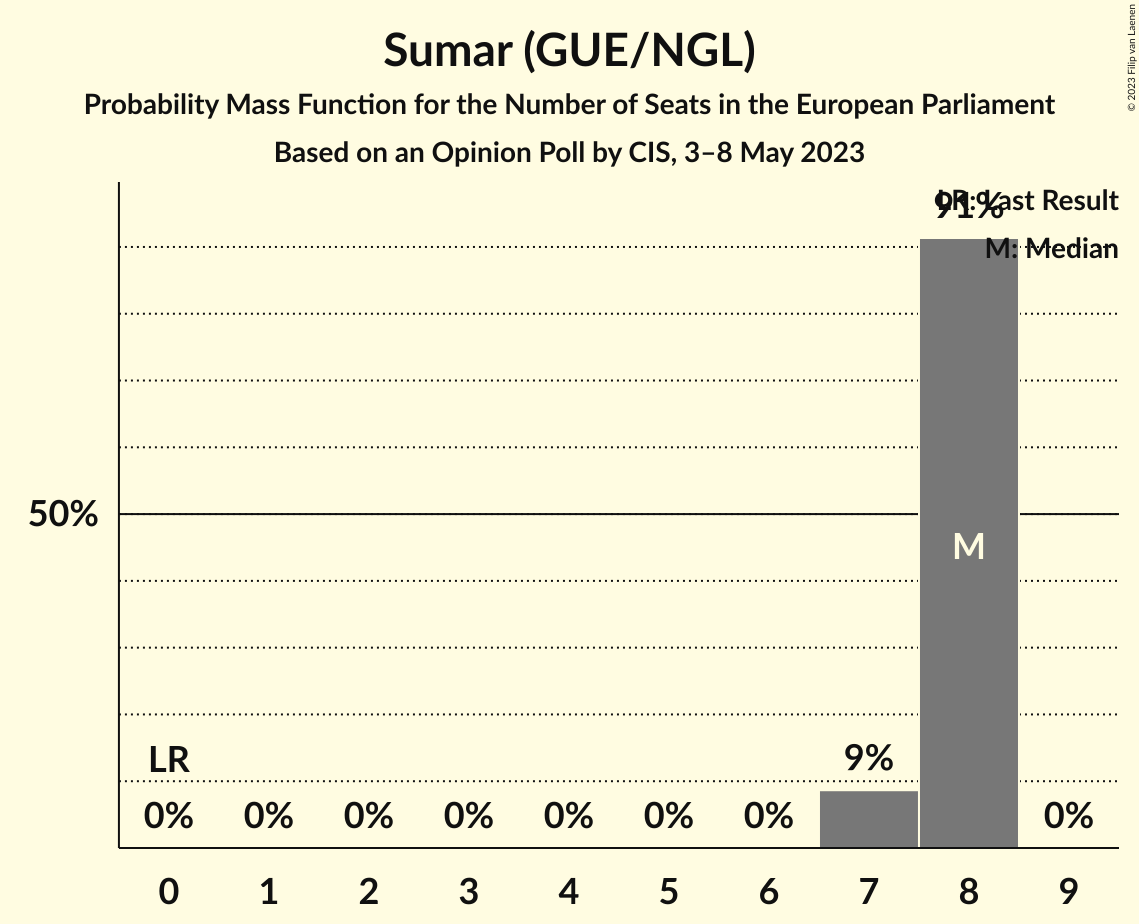 Sumar (GUE/NGL)
Probability Mass Function for the Number of Seats in the European Parliament
Based on an Opinion Poll by CIS, 3–8 May 2023
© 2023 Filip van Laenen
LR: Last Result
91%
M: Median
50%
M
LR
9%
0% 0% 0% 0% 0% 0% 0% 0%
0 1 2 3 4 5 6 7 8 9